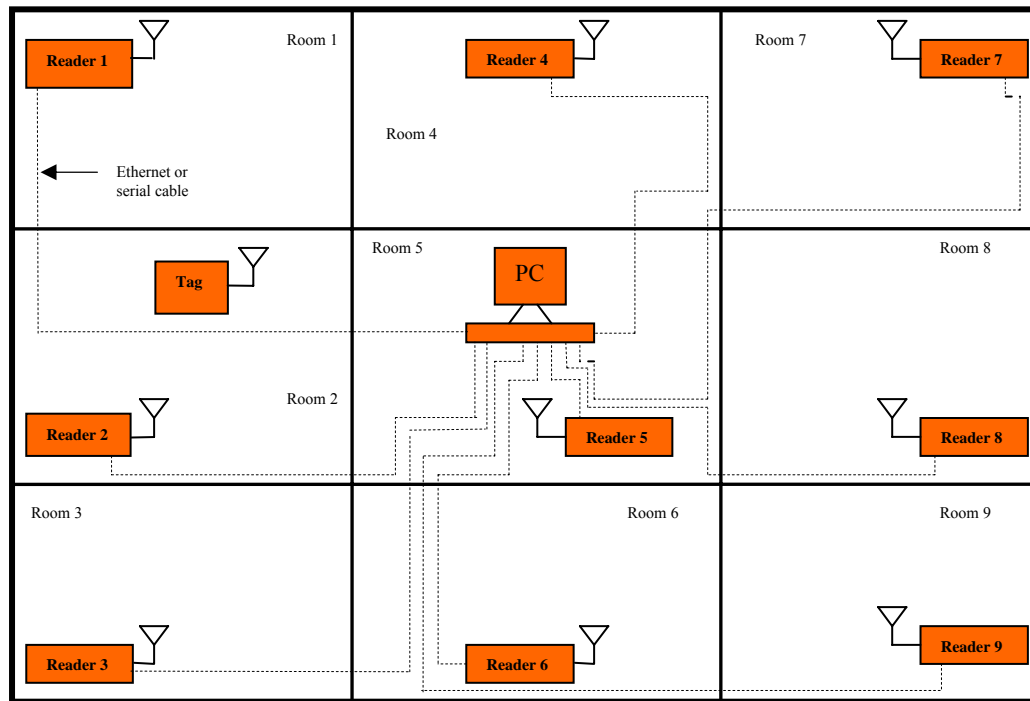 Room 1
Reader 1
Ethernet or
serial cable
Reader 4
Room 4
Room 7
Reader 7
Tag
Room 2
Reader 2
Room 5
PC
Reader 5
Room 8
Reader 8
Room 3
Reader 3
Room 6
Reader 6
Room 9
Reader 9